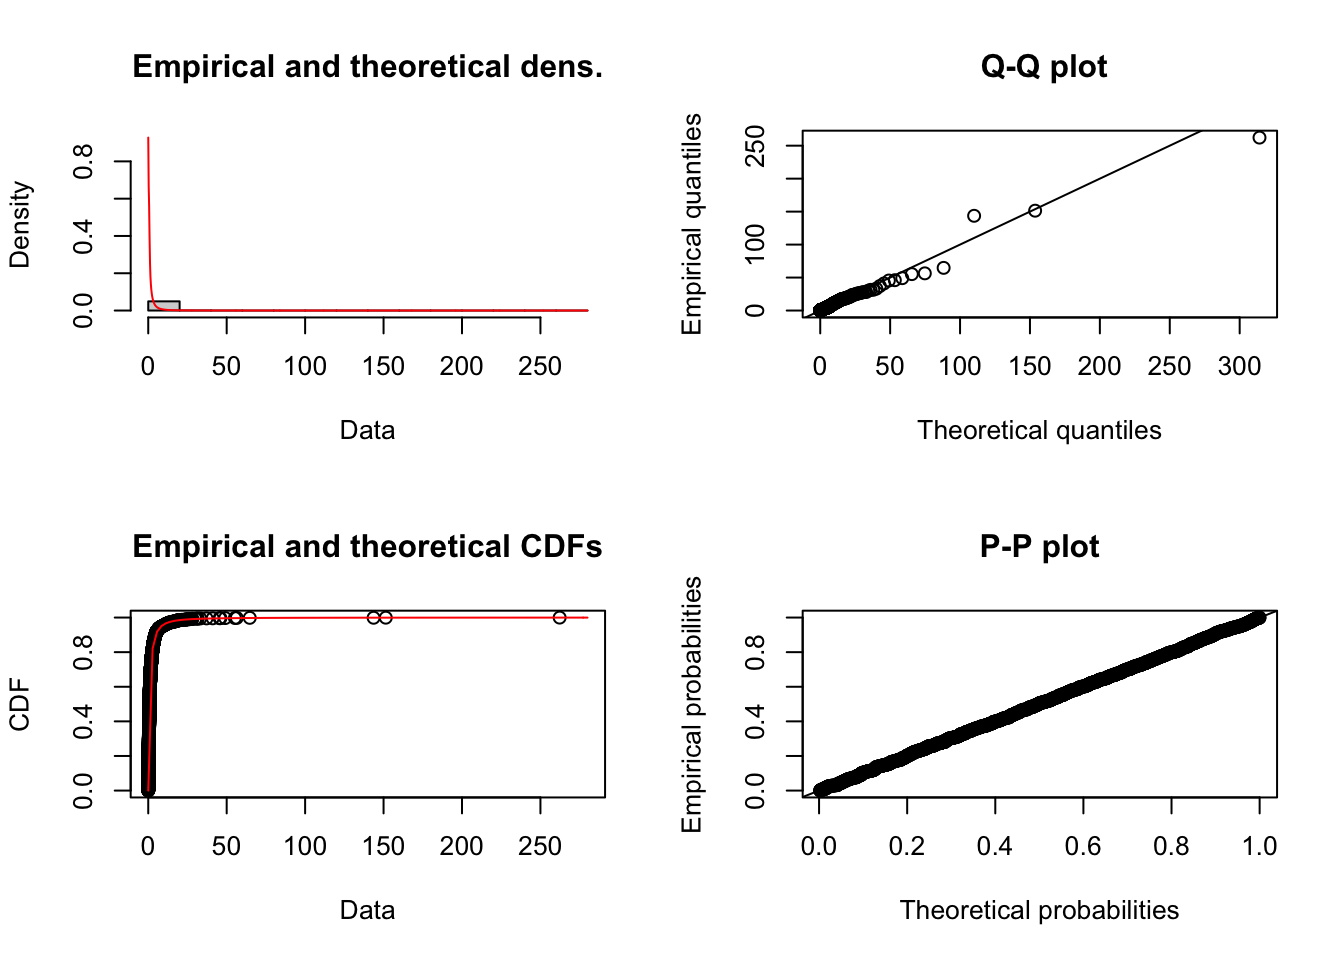 Empirical and theoretical dens.
Density
0.0 0.4 0.8
0 50 100 150 200 250
Data
Q-Q plot
Empirical quantiles
0 100 250
0 50 100 150 200 250 300
Theoretical quantiles
Empirical and theoretical CDFs
CDF
0.0 0.4 0.8
0 50 100 150 200 250
Data
P-P plot
Empirical probabilities
0.0 0.4 0.8
0.0 0.2 0.4 0.6 0.8 1.0
Theoretical probabilities